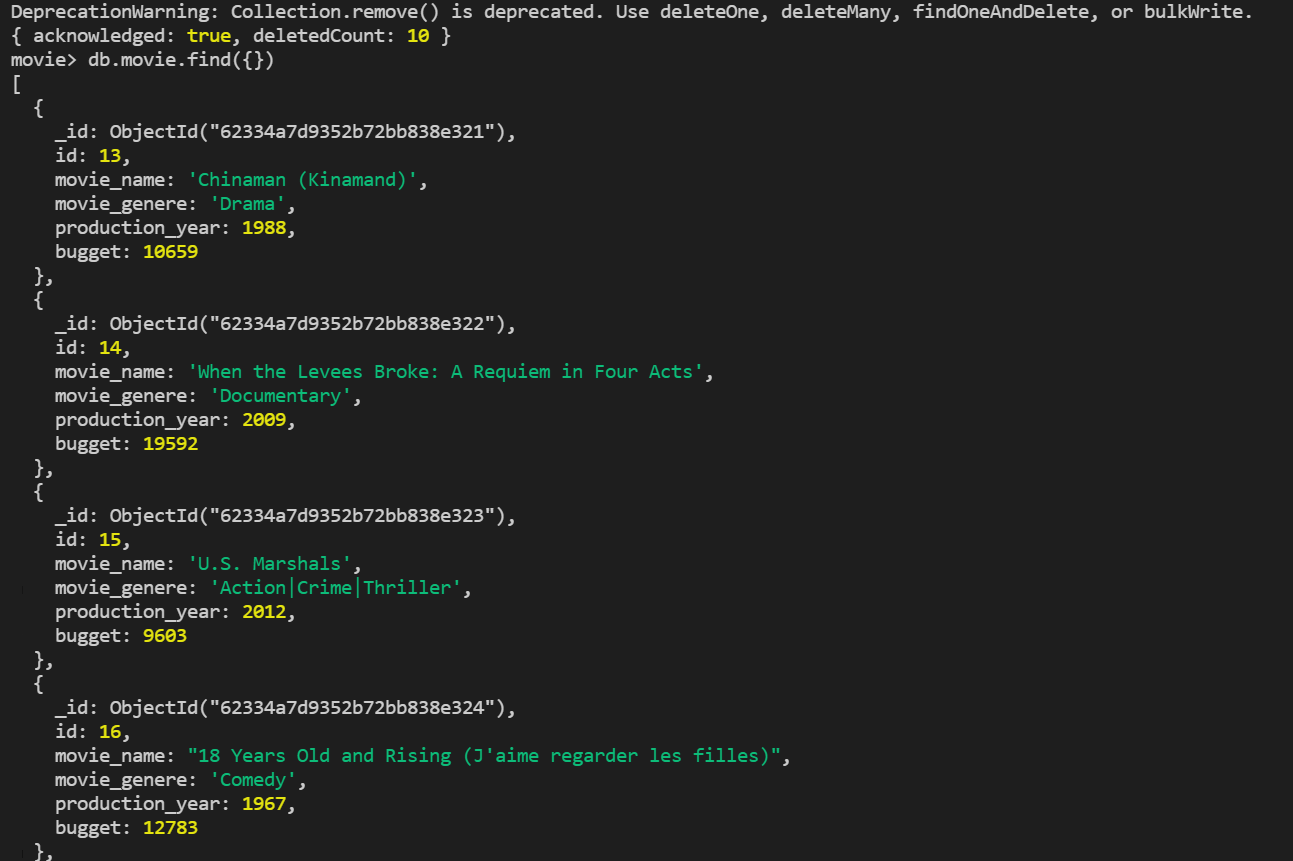 DeprecationWarning: Collection.remove() is deprecated. Use deleteOne, deleteMany, findOneAndDelete, or bulkWrite.
{ acknowledged: true, deletedCount: 10 }
movie> db.movie.find({})
[
  {
    _id: ObjectId("62334a7d9352b72bb838e321"),
    id: 13,
    movie_name: 'Chinaman (Kinamand)',
    movie_genere: 'Drama',
    production_year: 1988,
    bugget: 10659
  },
  {
    _id: ObjectId("62334a7d9352b72bb838e322"),
    id: 14,
    movie_name: 'When the Levees Broke: A Requiem in Four Acts',
    movie_genere: 'Documentary',
    production_year: 2009,
    bugget: 19592
  },
  {
    _id: ObjectId("62334a7d9352b72bb838e323"),
    id: 15,
    movie_name: 'U.S. Marshals',
    movie_genere: 'Action|Crime|Thriller',
    production_year: 2012,
    bugget: 9603
  },
  {
    _id: ObjectId("62334a7d9352b72bb838e324"),
    id: 16,
    movie_name: "18 Years Old and Rising (J'aime regarder les filles)",
    movie_genere: 'Comedy',
    production_year: 1967,
    bugget: 12783
  },